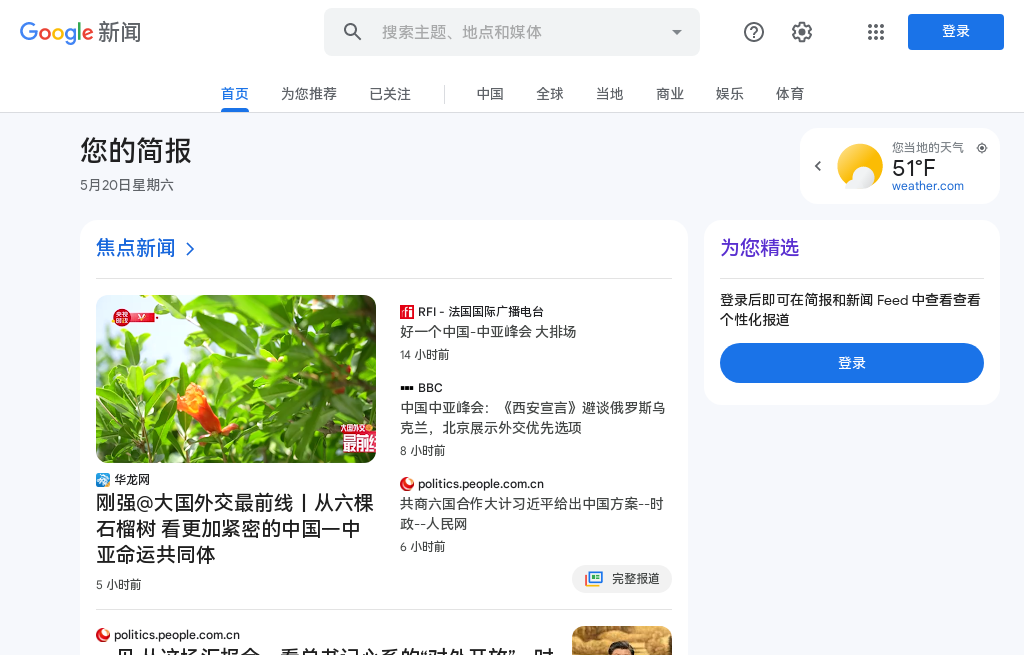 Google 新闻
搜索主题、地点和媒体
登录
首页
为您推荐
已关注
中国
全球
当地
商业
娱乐
体育
您的简报
5月20日星期六
您当地的天气
51°F
weather.com
焦点新闻
央视
时政
大国外交
最前线
华龙网
刚强@大国外交最前线丨从六棵
石榴树 看更加紧密的中国一中
亚命运共同体
5 小时前
RFI - 法国国际广播电台
好一个中国-中亚峰会 大排场
14 小时前
BBC
中国中亚峰会：《西安宣言》避谈俄罗斯乌
克兰，北京展示外交优先选项
8 小时前
politics.people.com.cn
共商六国合作大计习近平给出中国方案--时
政--人民网
6 小时前
完整报道
politics.people.com.cn
为您精选
登录后即可在简报和新闻 Feed 中查看查看
个性化报道
登录